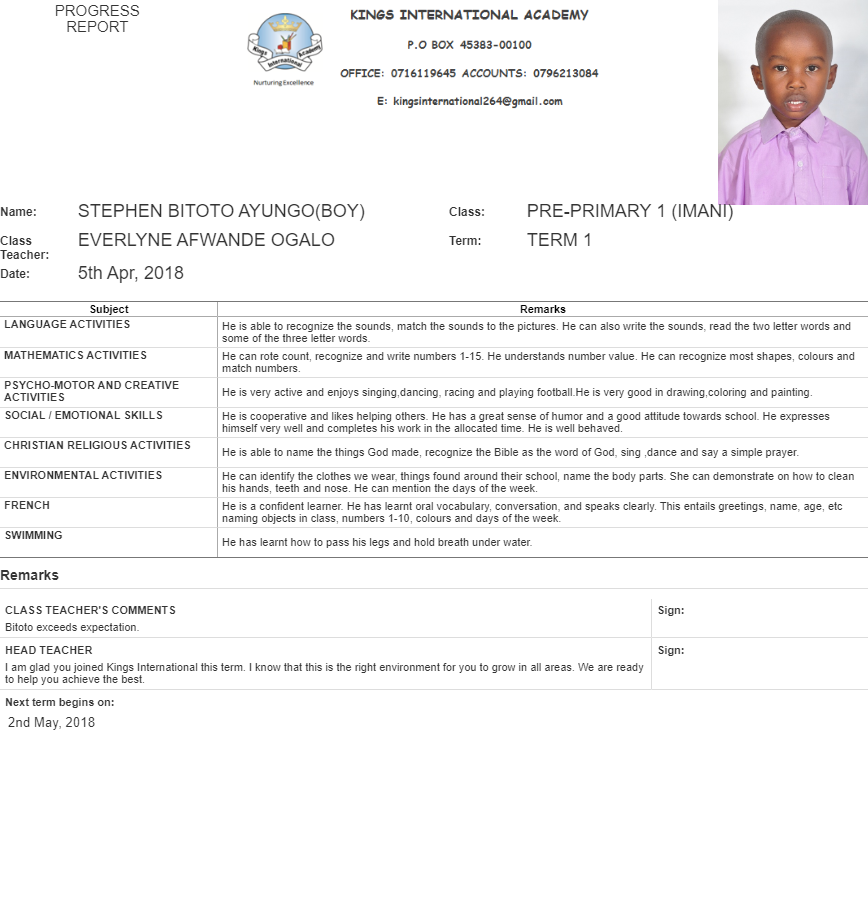 PROGRESS
REPORT
Kings International Academy
Nurturing Excellence
KINGS INTERNATIONAL ACADEMY
P.O BOX 45383-00100
OFFICE: 0716119645 ACCOUNTS: 0796213084
E: kingsinternational264@gmail.com
Name: STEPHEN BITOTO AYUNGO(BOY) Class: PRE-PRIMARY 1 (IMANI)
Class Teacher: EVERLYNE AFWANDE OGALO Term: TERM 1
Date: 5th Apr, 2018
Subject Remarks
LANGUAGE ACTIVITIES
He is able to recognize the sounds, match the sounds to the pictures. He can also write the sounds, read the two letter words and
some of the three letter words.
MATHEMATICS ACTIVITIES
He can rote count, recognize and write numbers 1-15. He understands number value. He can recognize most shapes, colours and
match numbers.
PSYCHO-MOTOR AND CREATIVE
ACTIVITIES
He is very active and enjoys singing,dancing, racing and playing football.He is very good in drawing,coloring and painting.
SOCIAL / EMOTIONAL SKILLS
He is cooperative and likes helping others. He has a great sense of humor and a good attitude towards school. He expresses
himself very well and completes his work in the allocated time. He is well behaved.
CHRISTIAN RELIGIOUS ACTIVITIES
He is able to name the things God made, recognize the Bible as the word of God, sing ,dance and say a simple prayer.
ENVIRONMENTAL ACTIVITIES
He can identify the clothes we wear, things found around their school, name the body parts. She can demonstrate on how to clean
his hands, teeth and nose. He can mention the days of the week.
FRENCH
He is a confident learner. He has learnt oral vocabulary, conversation, and speaks clearly. This entails greetings, name, age, etc
naming objects in class, numbers 1-10, colours and days of the week.
SWIMMING
He has learnt how to pass his legs and hold breath under water.
Remarks
CLASS TEACHER'S COMMENTS Sign:
Bitoto exceeds expectation.
HEAD TEACHER Sign:
I am glad you joined Kings International this term. I know that this is the right environment for you to grow in all areas. We are ready
to help you achieve the best.
Next term begins on:
2nd May, 2018